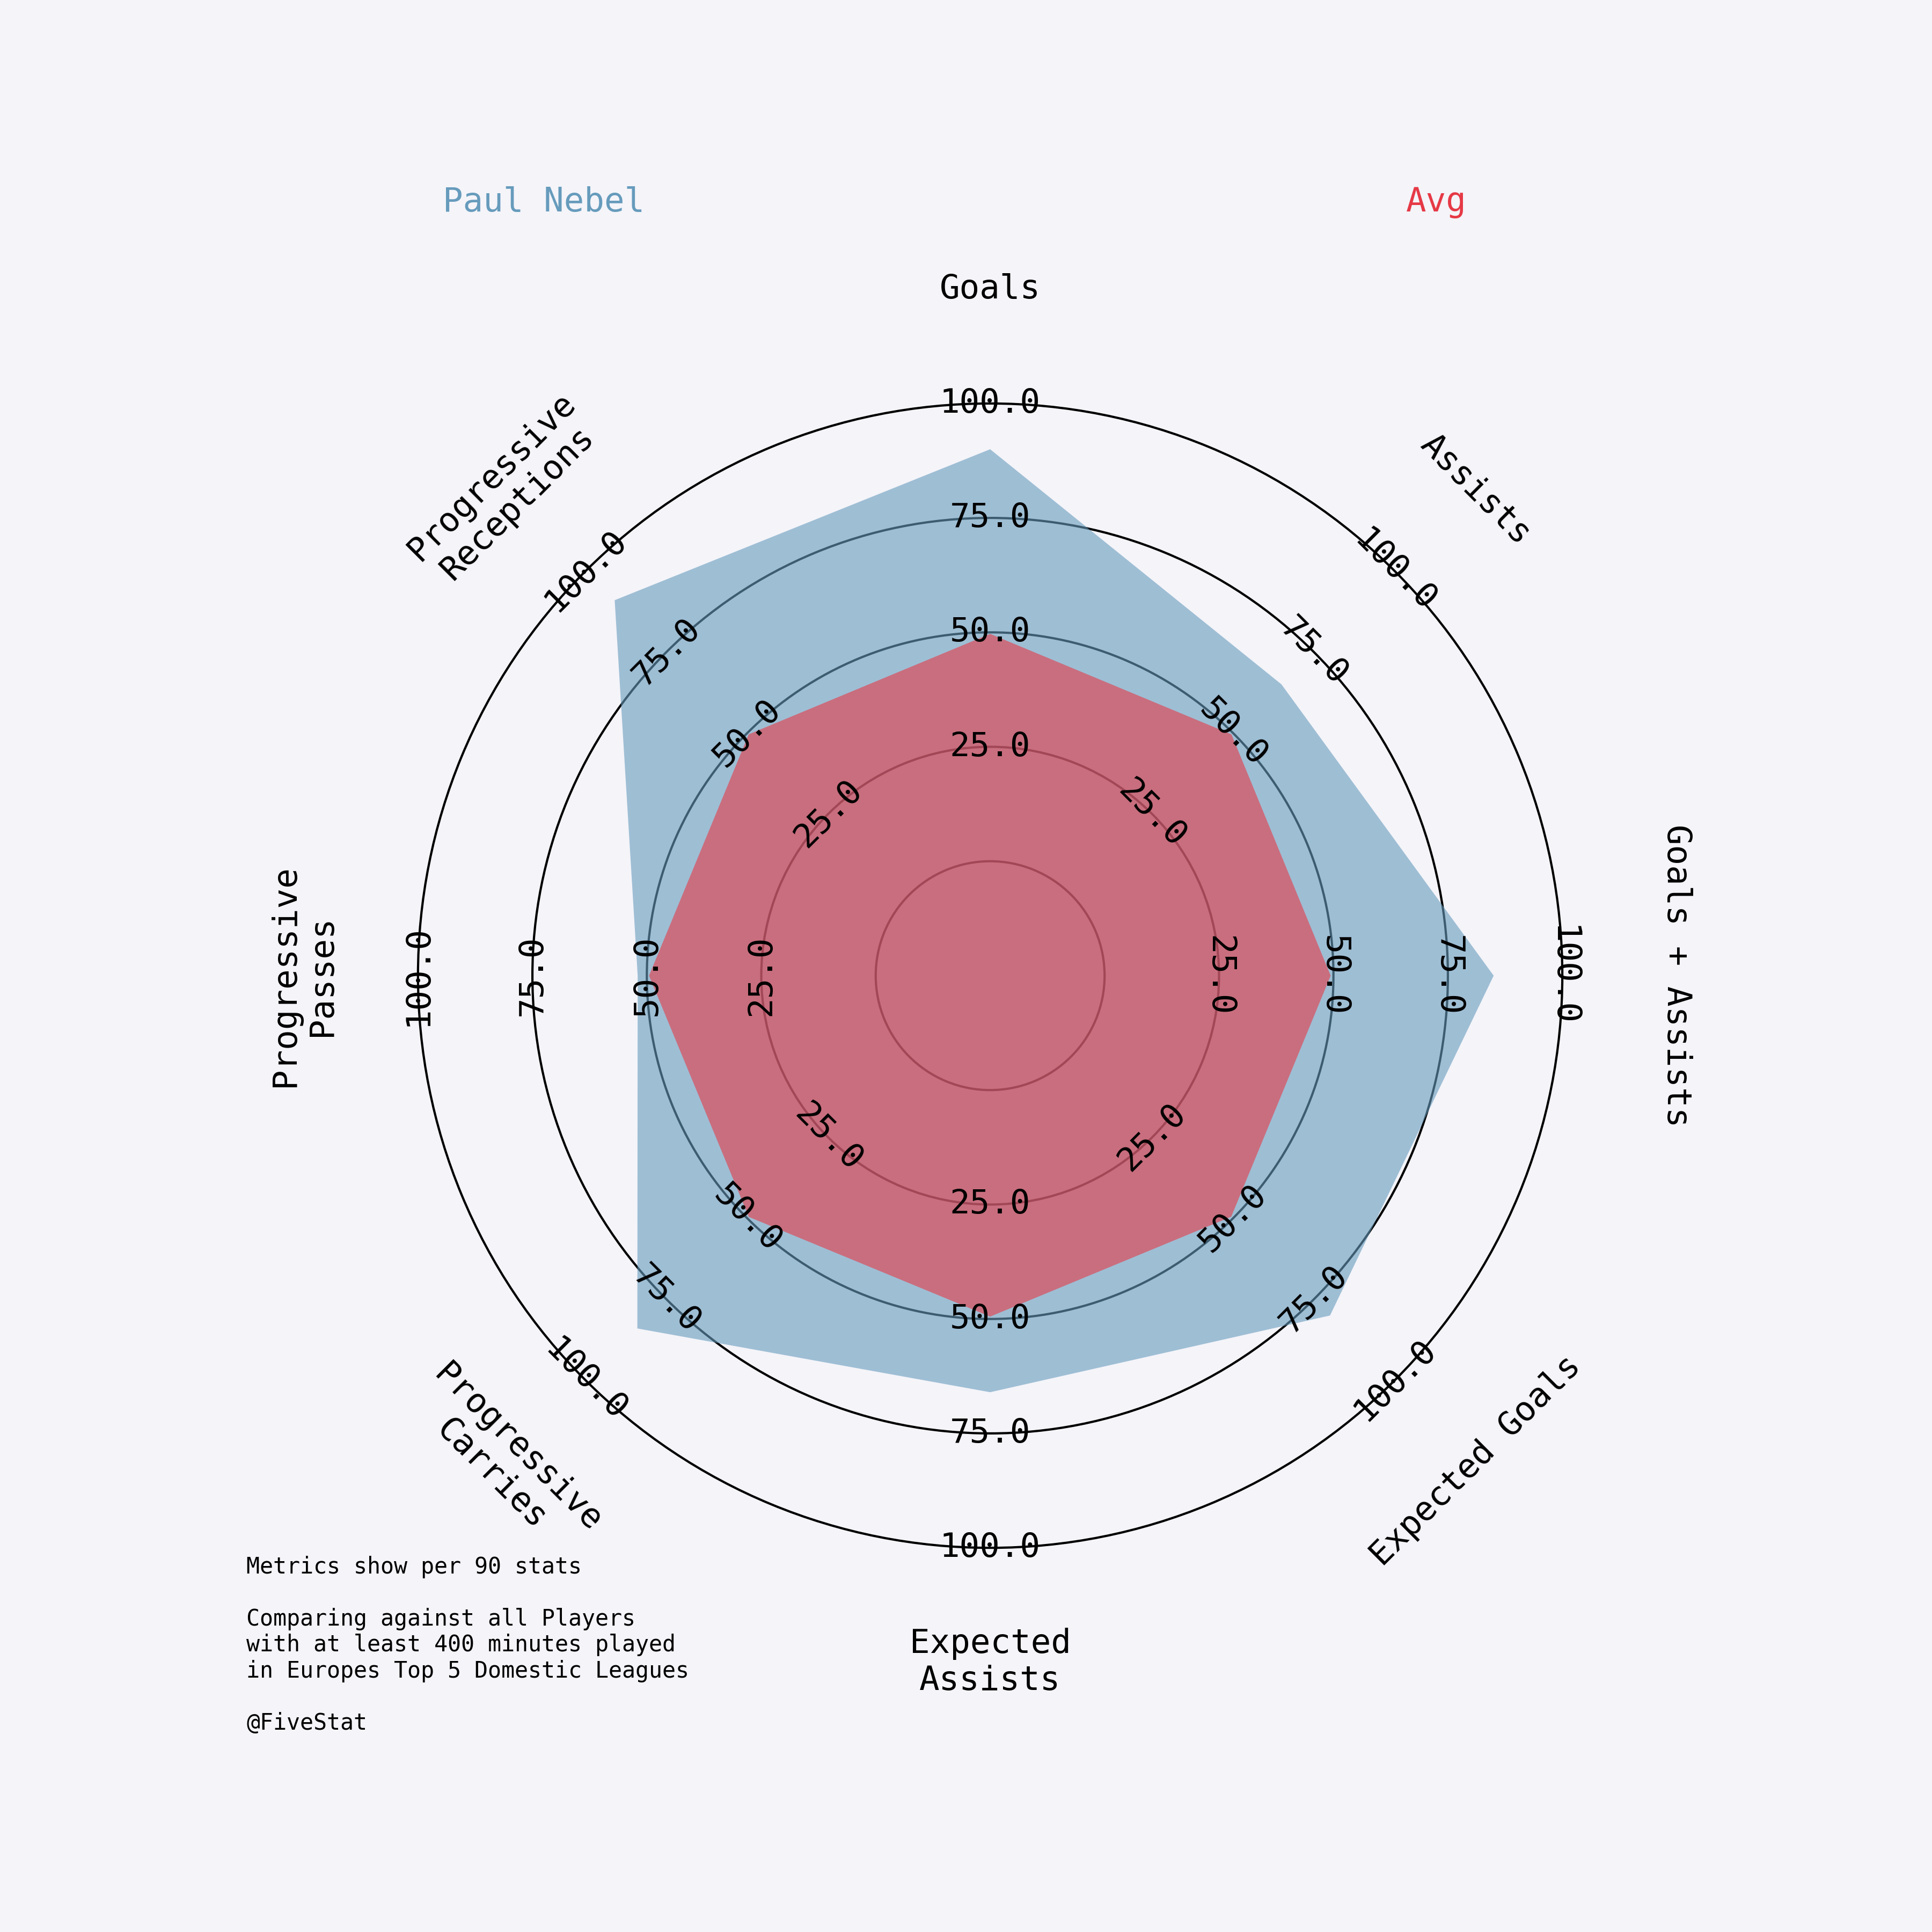 Paul Nebel
Avg
Goals
Assists
Goals + Assists
Expected Goals
Expected
Assists
Progressive
Carries
Progressive
Passes
Progressive
Receptions
25.0
50.0
75.0
100.0
25.0
50.0
75.0
100.0
25.0
50.0
75.0
100.0
25.0
50.0
75.0
100.0
25.0
50.0
75.0
100.0
25.0
50.0
75.0
100.0
25.0
50.0
75.0
100.0
25.0
50.0
75.0
100.0
Metrics show per 90 stats
Comparing against all Players
with at least 400 minutes played
in Europes Top 5 Domestic Leagues
@FiveStat